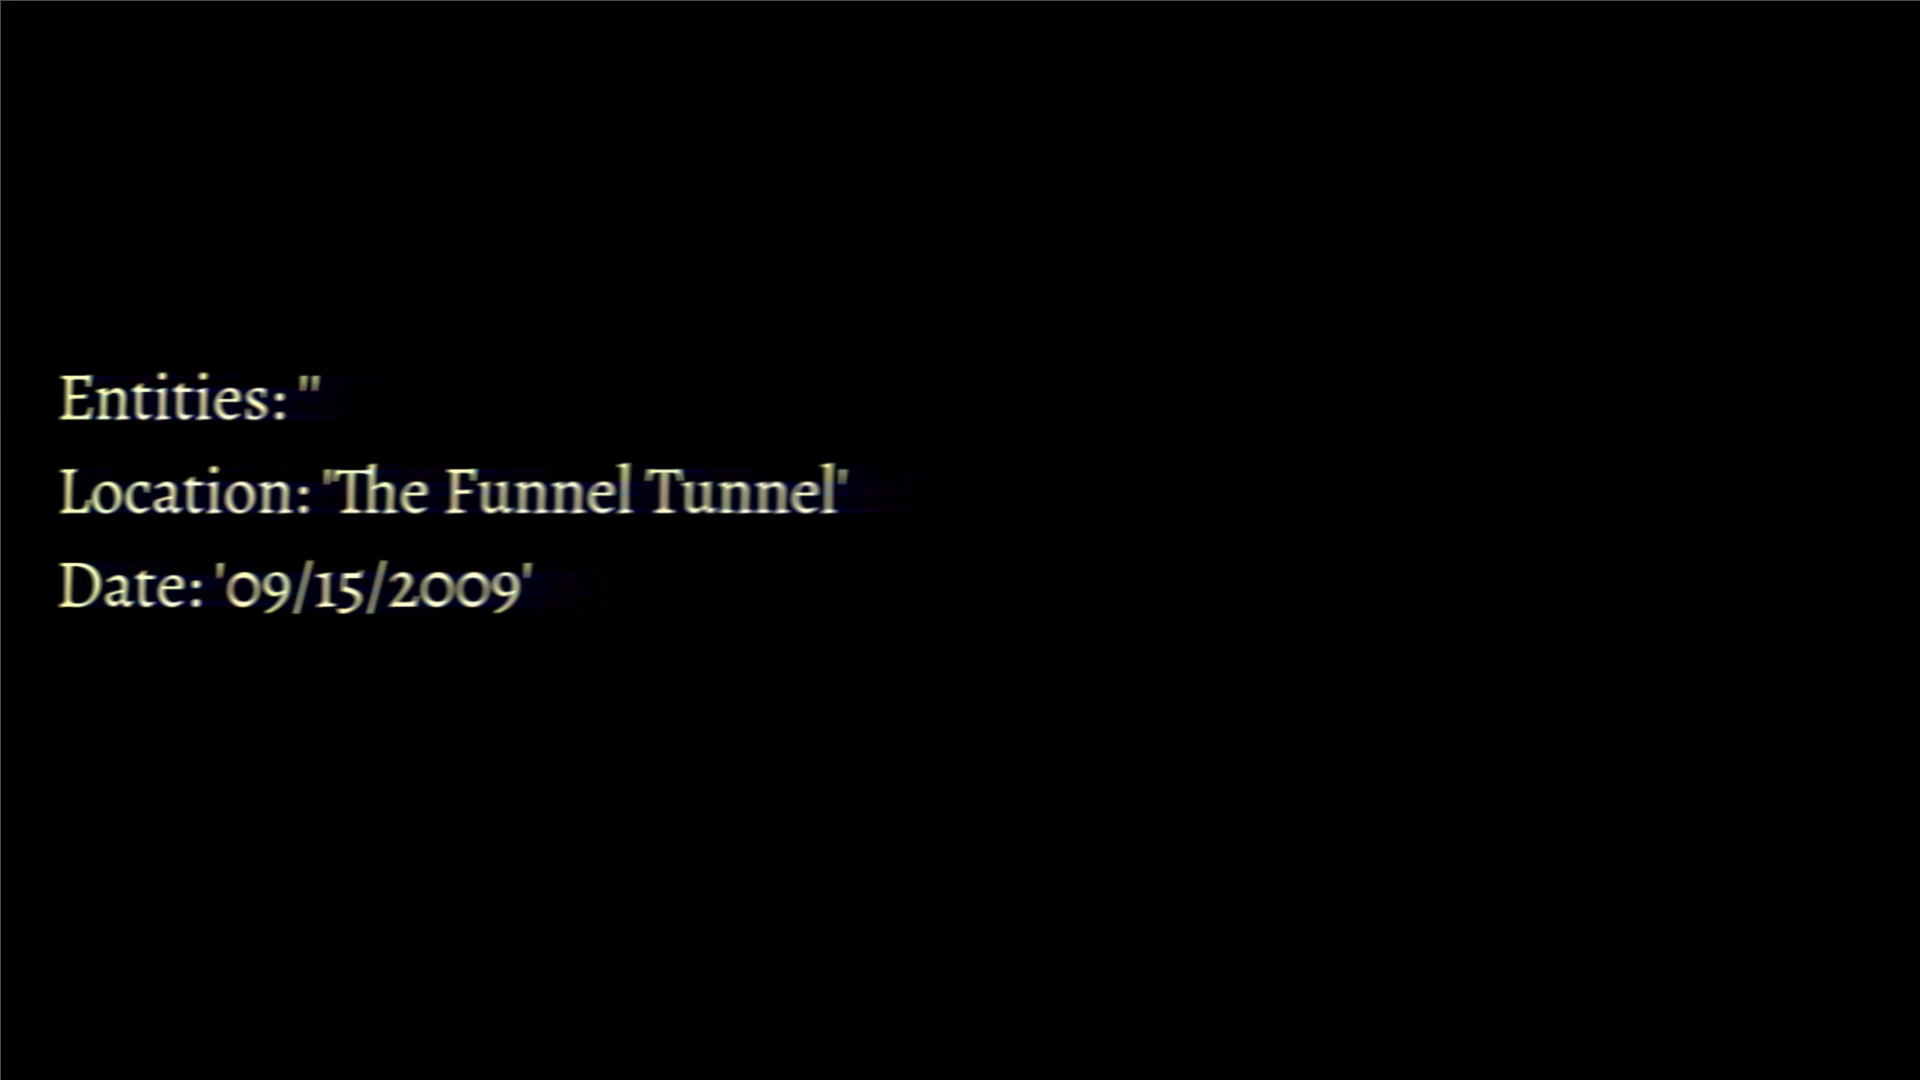 Entities: ''
Location: 'The Funnel Tunnel'
Date: '09/15/2009'